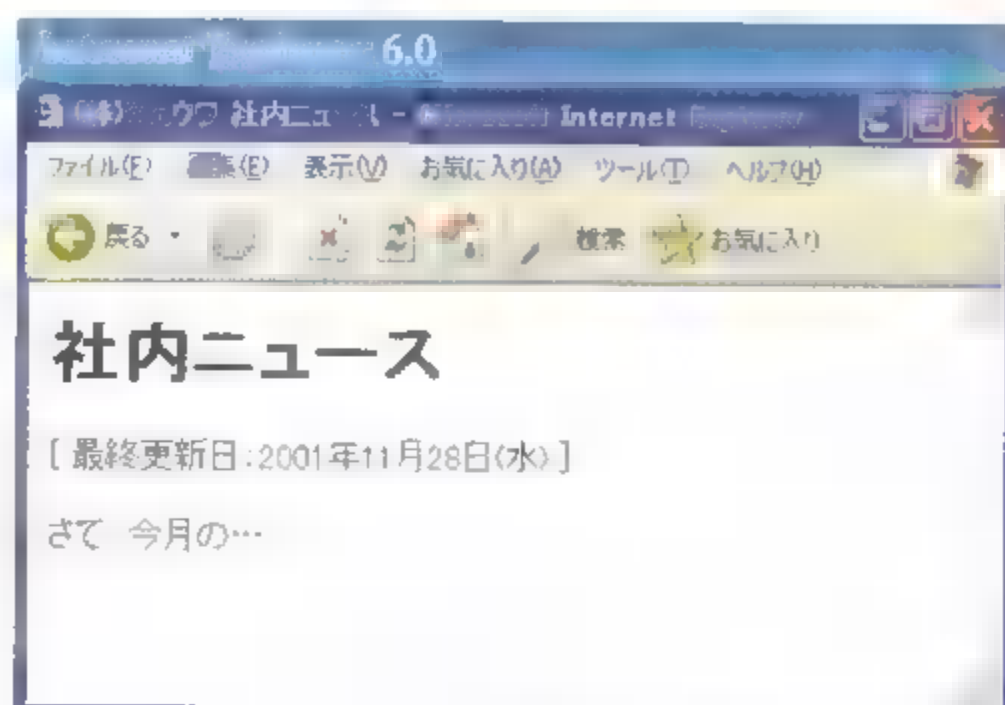 6.0
社内ニュース - Internet
ファイル(F) 編集(E) 表示(V) お気に入り(A) ツール(T) ヘルプ(H)
戻る 検索 お気に入り
社内ニュース
[ 最終更新日:2001年11月28日(水) ]
さて 今月の…